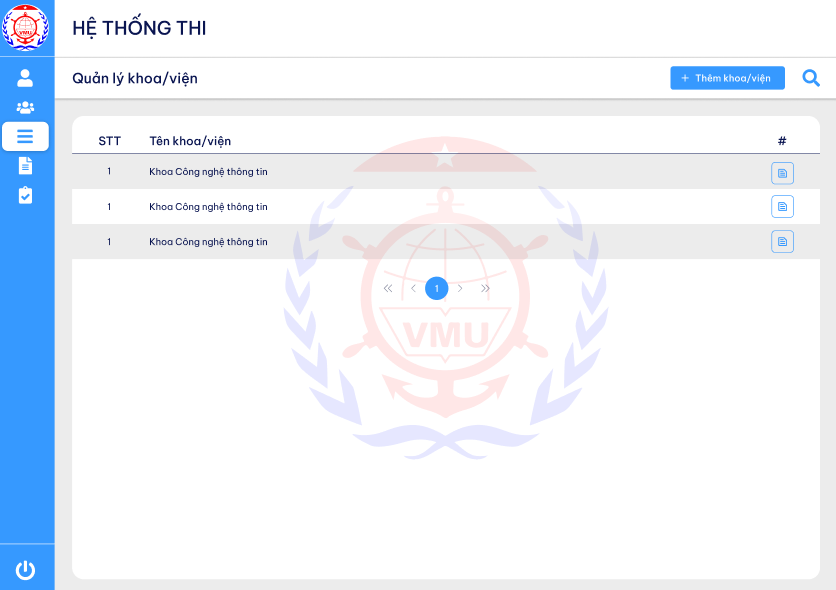 VMU
HỆ THỐNG THI
Quản lý khoa/viện
+ Thêm khoa/viện
STT Tên khoa/viện #
1 Khoa Công nghệ thông tin
1 Khoa Công nghệ thông tin
1 Khoa Công nghệ thông tin
1
VMU